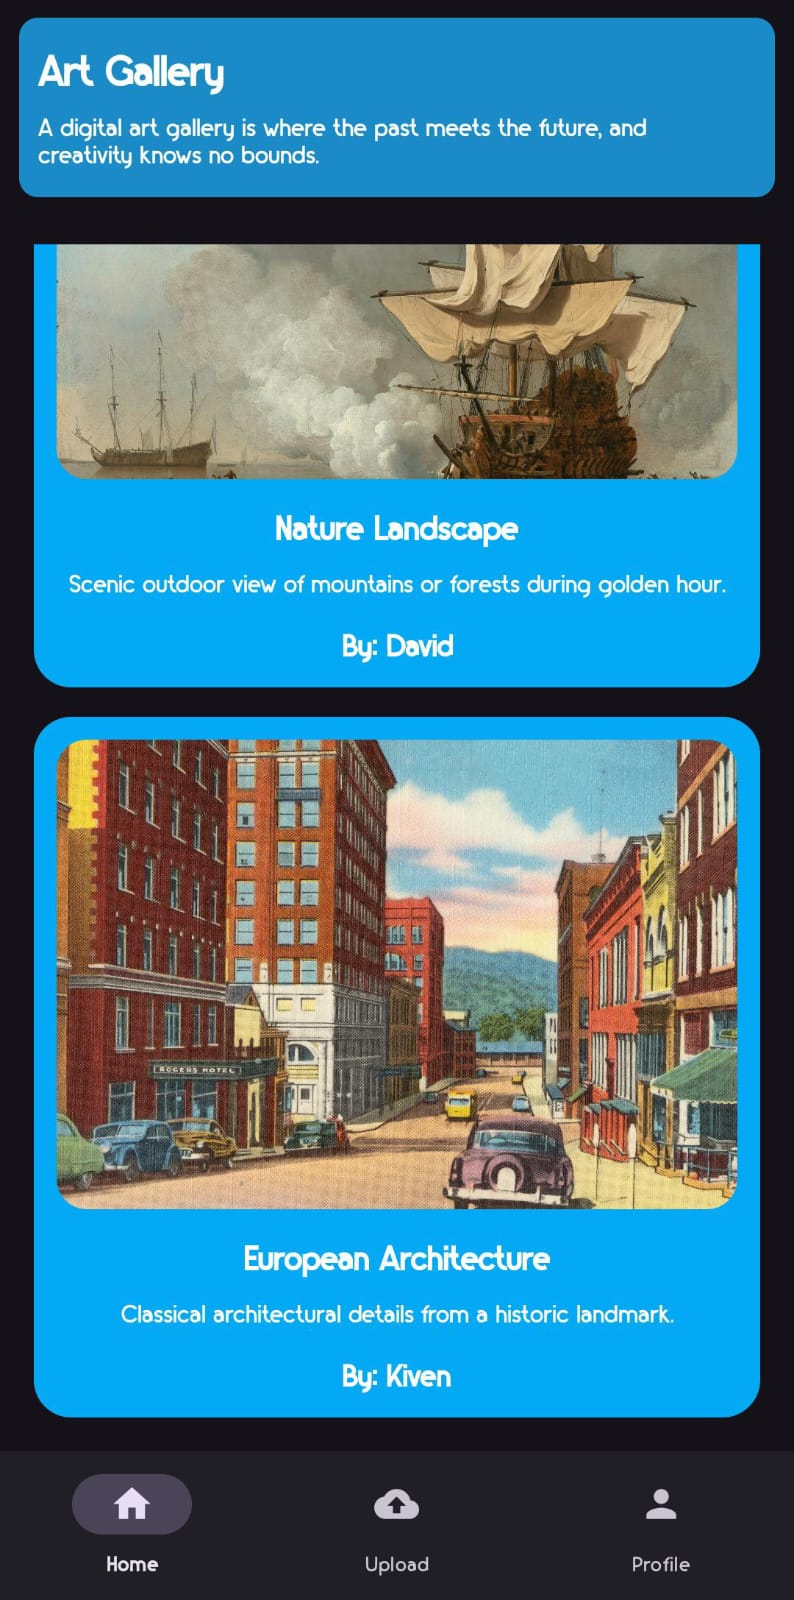 Art Gallery
A digital art gallery is where the past meets the future, and
creativity knows no bounds.
Nature Landscape
Scenic outdoor view of mountains or forests during golden hour.
By: David
ROGERS HOTEL
European Architecture
Classical architectural details from a historic landmark.
By: Kiven
Home
Upload
Profile